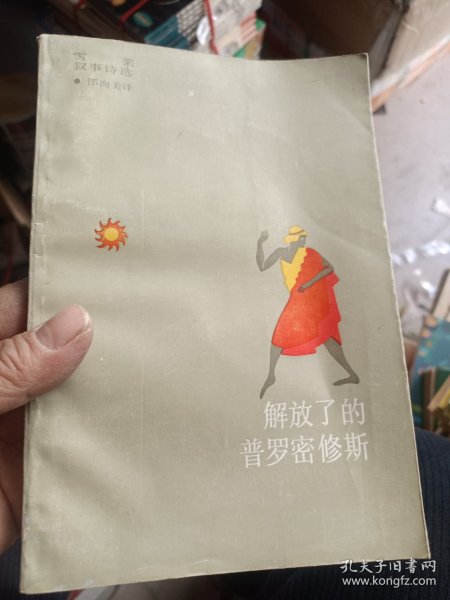 雪莱
叙事诗选
●邵洵美译
解放了的
普罗密修斯
孔夫子旧书网
www.kongfz.com